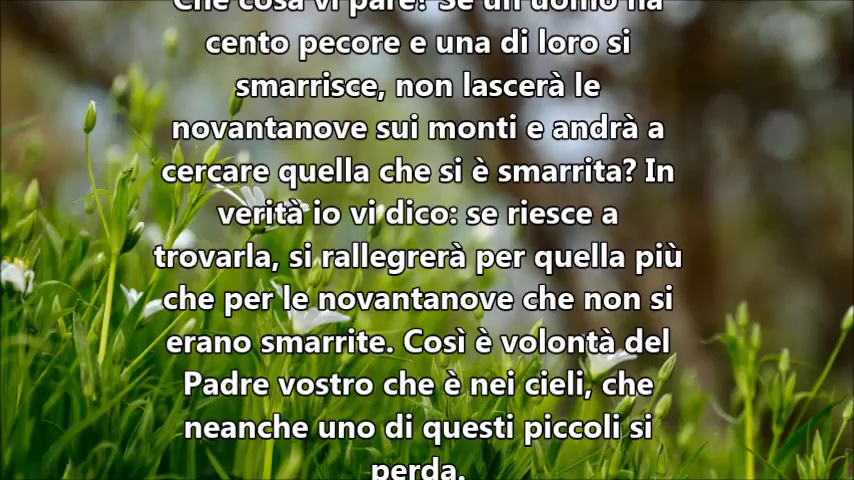 Che cosa vi pare? Se un uomo ha
cento pecore e una di loro si
smarrisce, non lascerà le
novantanove sui monti e andrà a
cercare quella che si è smarrita? In
verità io vi dico: se riesce a
trovarla, si rallegrerà per quella più
che per le novantanove che non si
erano smarrite. Così è volontà del
Padre vostro che è nei cieli, che
neanche uno di questi piccoli si
perda.